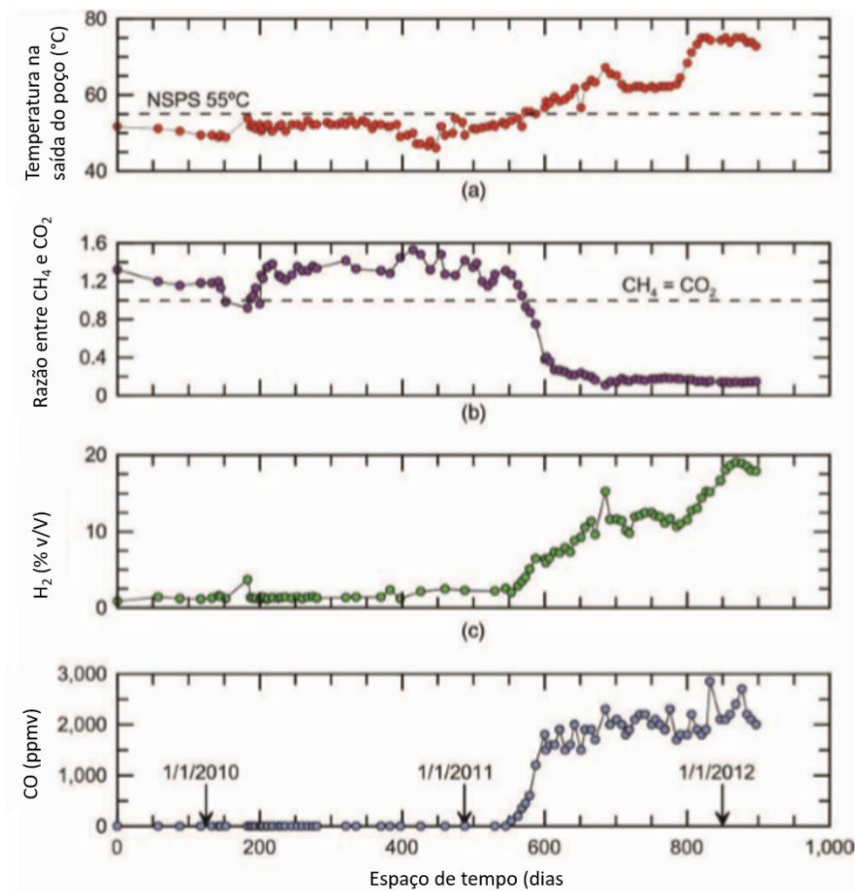 Temperatura na
saída do poço (°C)
80
60
40
NSPS 55°C
(a)
Razão entre CH₄ e CO₂
1.6
1.2
0.8
0.4
0
CH₄ = CO₂
(b)
H₂ (% v/V)
20
10
0
(c)
CO (ppmv)
3,000
2,000
1,000
0
1/1/2010
1/1/2011
1/1/2012
0
200
400
600
800
1,000
Espaço de tempo (dias